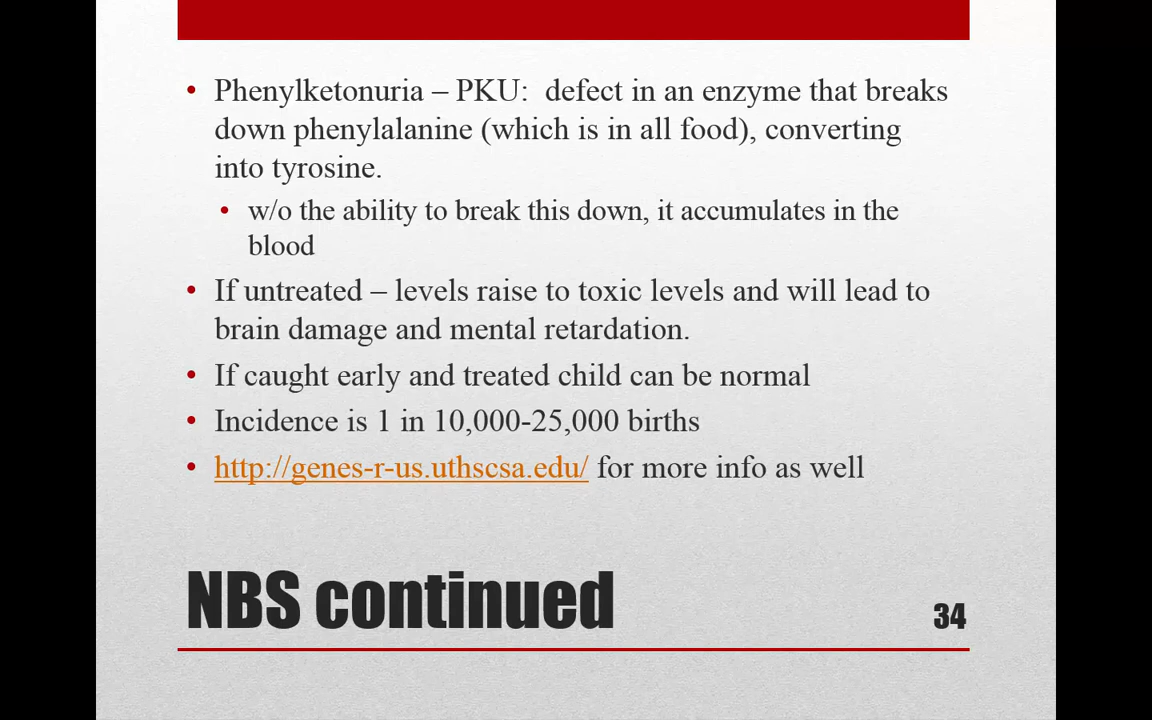 • Phenylketonuria – PKU:  defect in an enzyme that breaks
down phenylalanine (which is in all food), converting
into tyrosine.
• w/o the ability to break this down, it accumulates in the
blood
• If untreated – levels raise to toxic levels and will lead to
brain damage and mental retardation.
• If caught early and treated child can be normal
• Incidence is 1 in 10,000-25,000 births
• http://genes-r-us.uthscsa.edu/ for more info as well
NBS continued
34